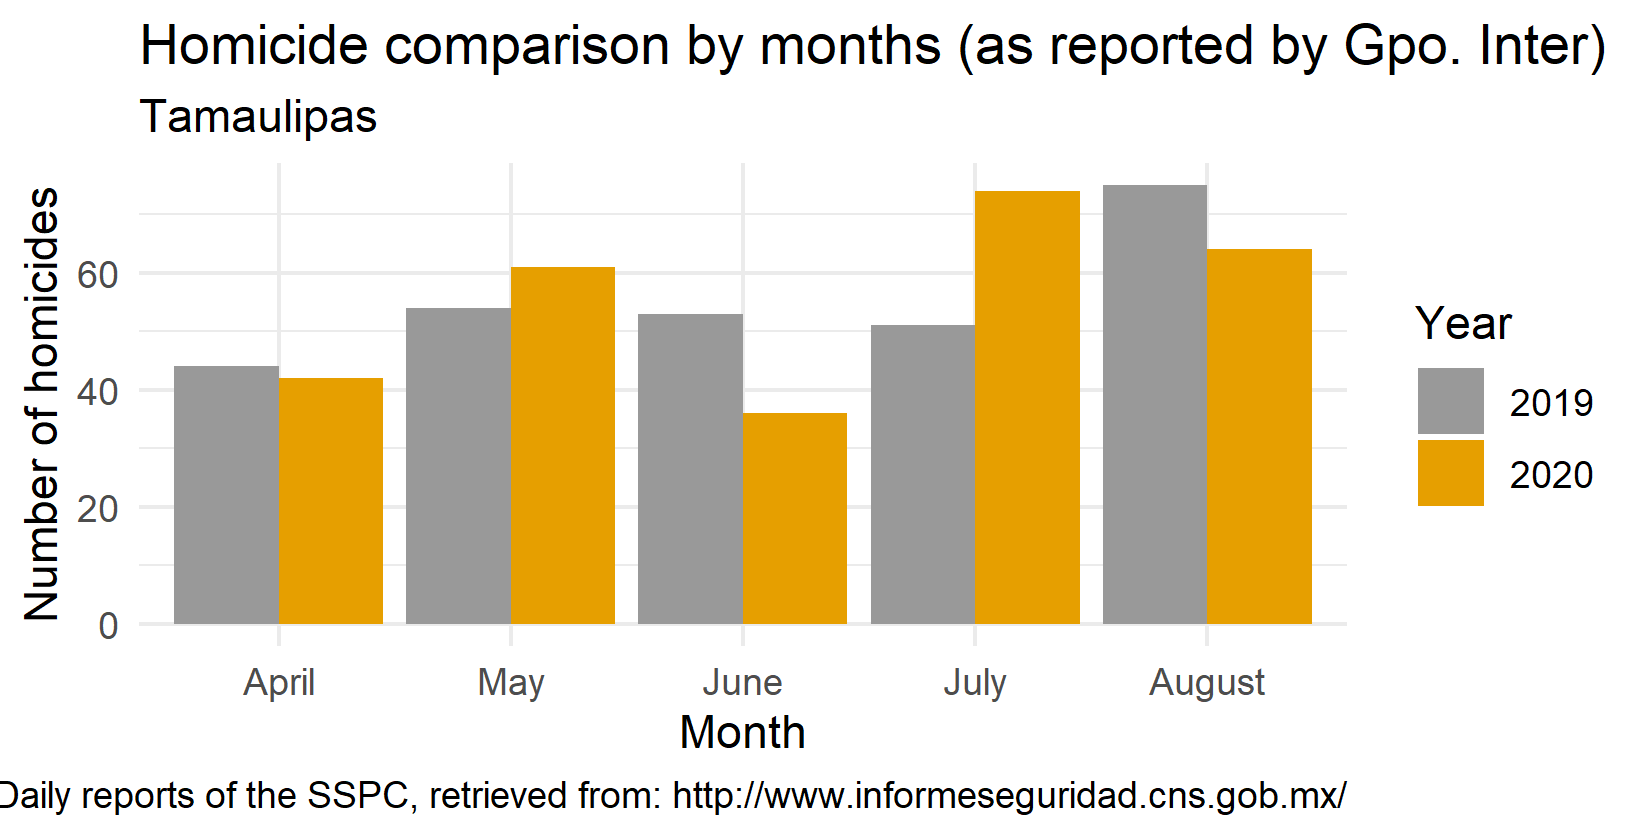 Homicide comparison by months (as reported by Gpo. Inter)
Tamaulipas
Number of homicides
60
40
20
0
April May June July August
Month
Year
2019
2020
Daily reports of the SSPC, retrieved from: http://www.informeseguridad.cns.gob.mx/